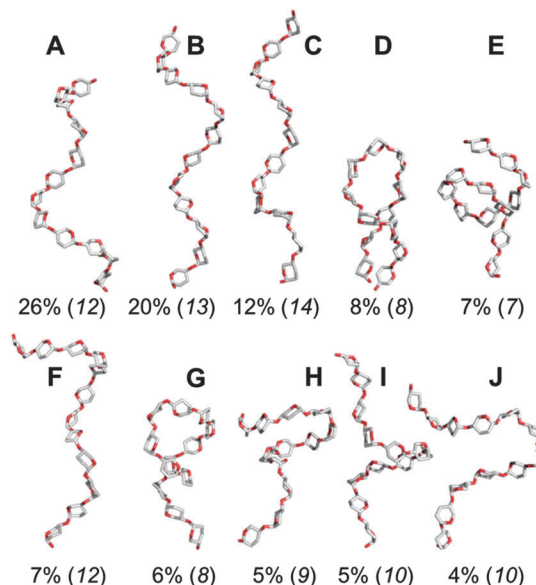 A B C D E
26% (12) 20% (13) 12% (14) 8% (8) 7% (7)
F G H I J
7% (12) 6% (8) 5% (9) 5% (10) 4% (10)